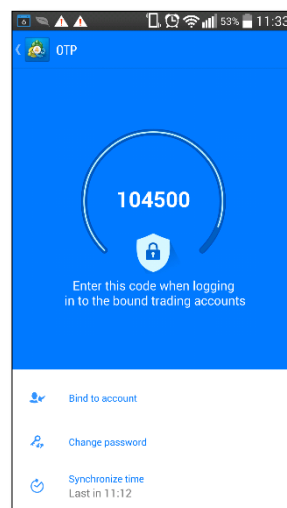 53% 11:33
OTP
104500
Enter this code when logging
in to the bound trading accounts
Bind to account
Change password
Synchronize time
Last in 11:12